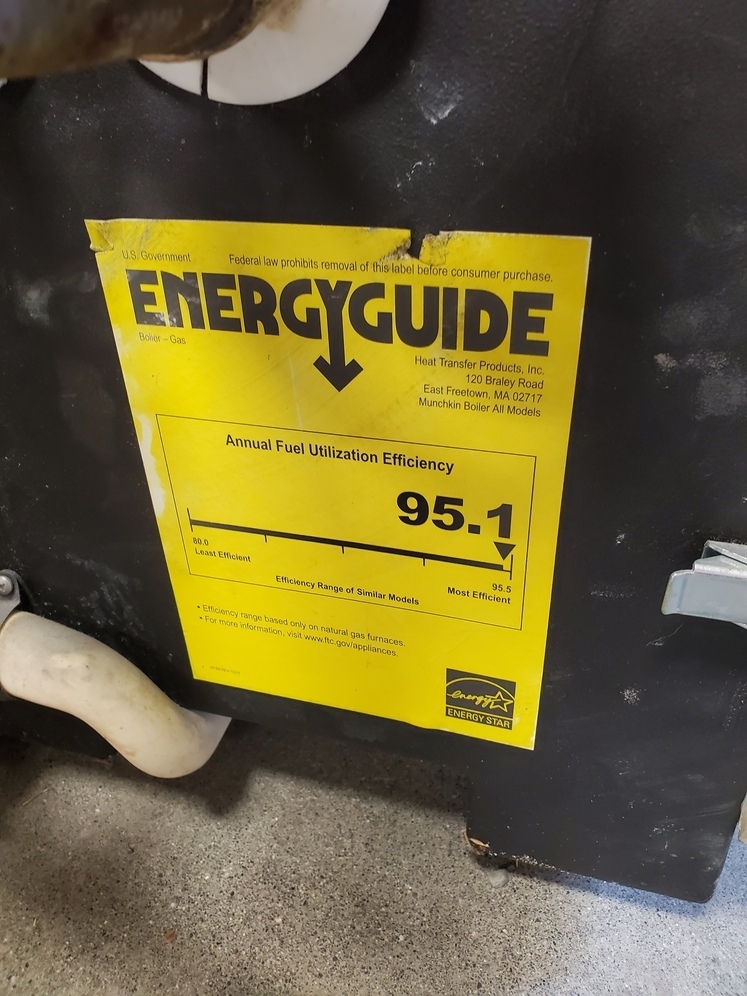 U.S. Government
Federal law prohibits removal of this label before consumer purchase.
ENERGYGUIDE
Boiler – Gas
Heat Transfer Products, Inc.
120 Braley Road
East Freetown, MA 02717
Munchkin Boiler All Models
Annual Fuel Utilization Efficiency
95.1
80.0
Least Efficient
95.5
Most Efficient
Efficiency Range of Similar Models
• Efficiency range based only on natural gas furnaces.
• For more information, visit www.ftc.gov/appliances.
energy
ENERGY STAR